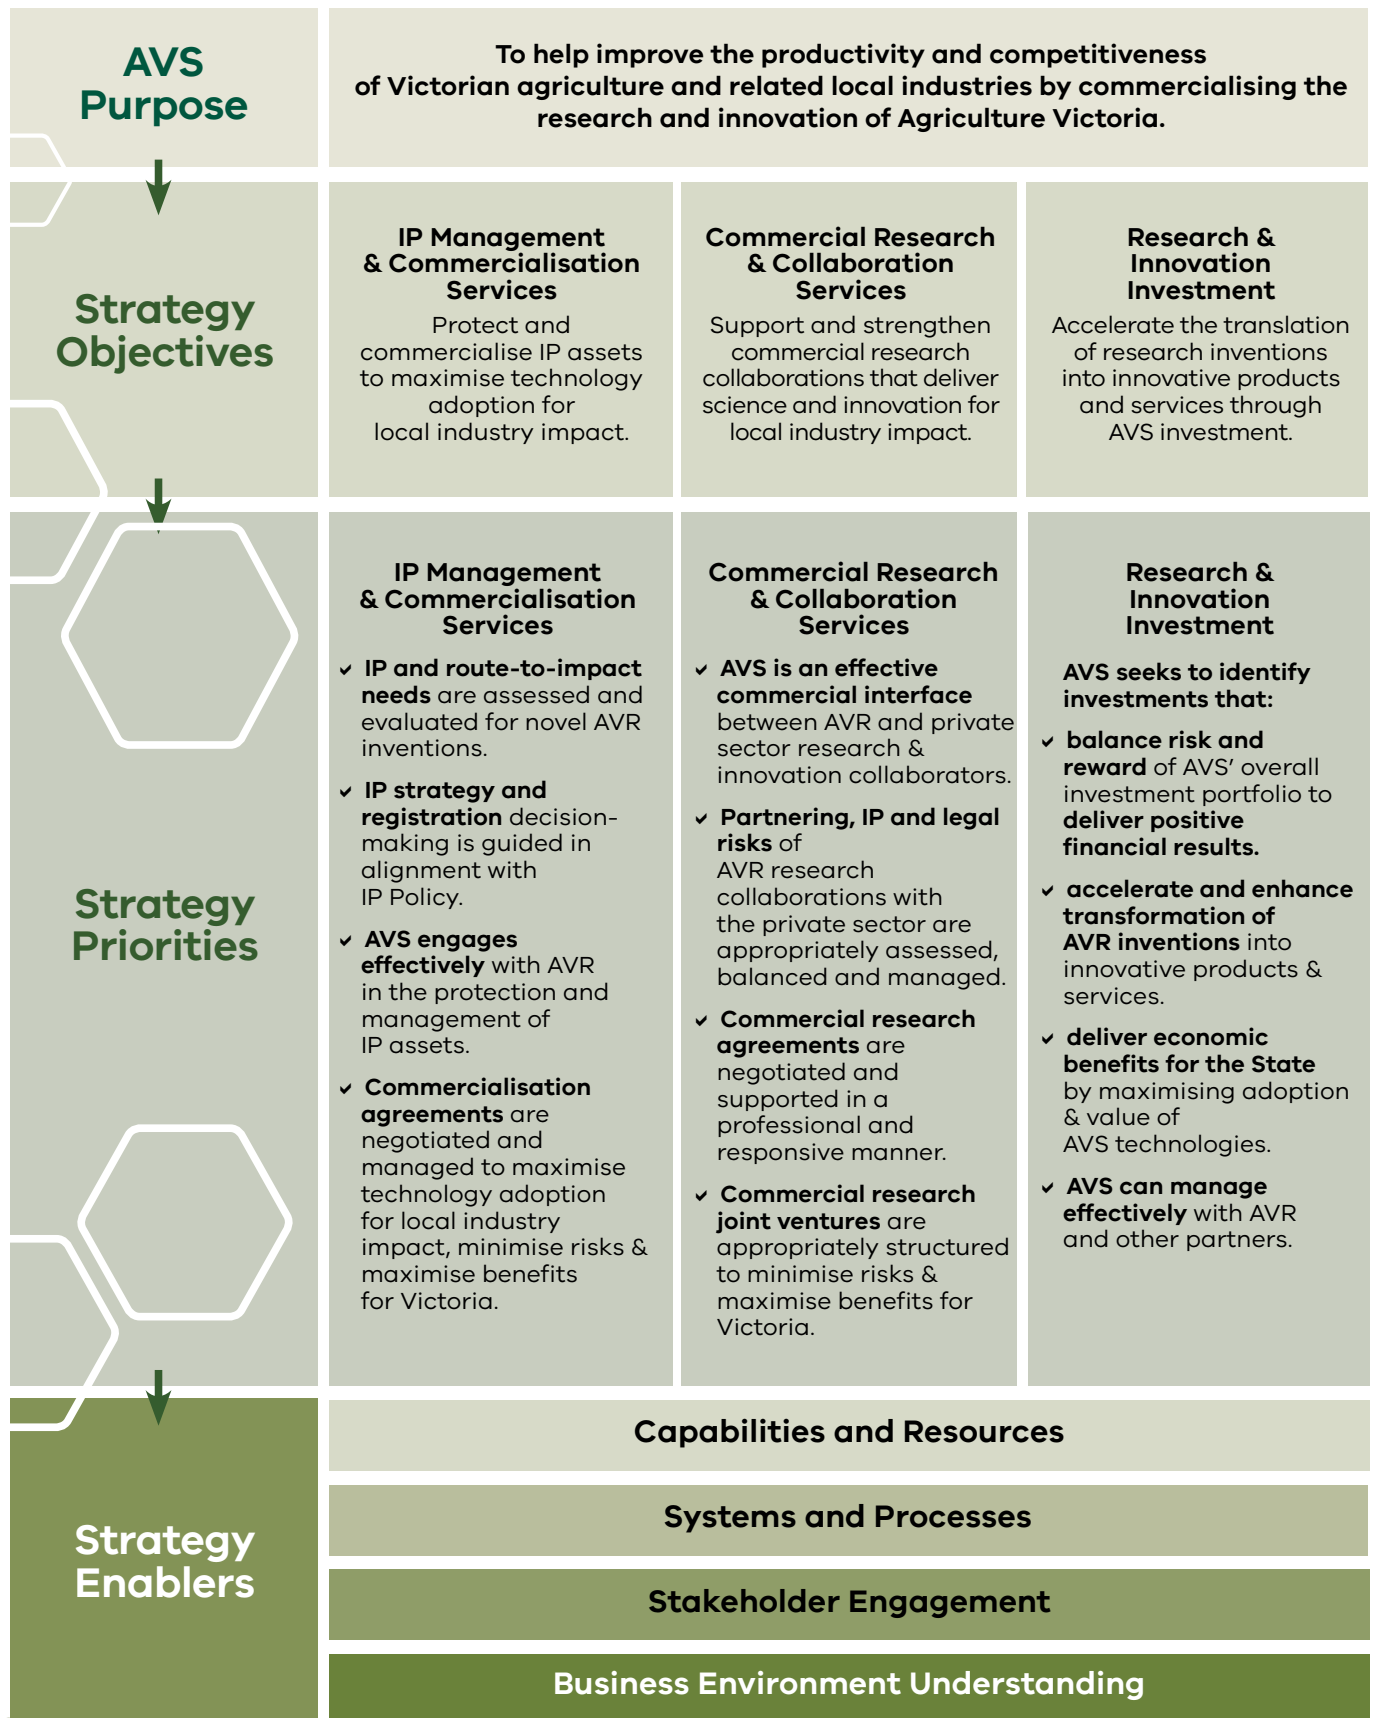 AVS
Purpose
To help improve the productivity and competitiveness
of Victorian agriculture and related local industries by commercialising the
research and innovation of Agriculture Victoria.
Strategy
Objectives
IP Management
& Commercialisation
Services
Protect and
commercialise IP assets
to maximise technology
adoption for
local industry impact.
Commercial Research
& Collaboration
Services
Support and strengthen
commercial research
collaborations that deliver
science and innovation for
local industry impact.
Research &
Innovation
Investment
Accelerate the translation
of research inventions
into innovative products
and services through
AVS investment.
Strategy
Priorities
IP Management
& Commercialisation
Services
IP and route-to-impact
needs are assessed and
evaluated for novel AVR
inventions.
IP strategy and
registration decision-
making is guided in
alignment with
IP Policy.
AVS engages
effectively with AVR
in the protection and
management of
IP assets.
Commercialisation
agreements are
negotiated and
managed to maximise
technology adoption
for local industry
impact, minimise risks &
maximise benefits
for Victoria.
Commercial Research
& Collaboration
Services
AVS is an effective
commercial interface
between AVR and private
sector research &
innovation collaborators.
Partnering, IP and legal
risks of
AVR research
collaborations with
the private sector are
appropriately assessed,
balanced and managed.
Commercial research
agreements are
negotiated and
supported in a
professional and
responsive manner.
Commercial research
joint ventures are
appropriately structured
to minimise risks &
maximise benefits for
Victoria.
Research &
Innovation
Investment
AVS seeks to identify
investments that:
balance risk and
reward of AVS’ overall
investment portfolio to
deliver positive
financial results.
accelerate and enhance
transformation of
AVR inventions into
innovative products &
services.
deliver economic
benefits for the State
by maximising adoption
& value of
AVS technologies.
AVS can manage
effectively with AVR
and other partners.
Strategy
Enablers
Capabilities and Resources
Systems and Processes
Stakeholder Engagement
Business Environment Understanding